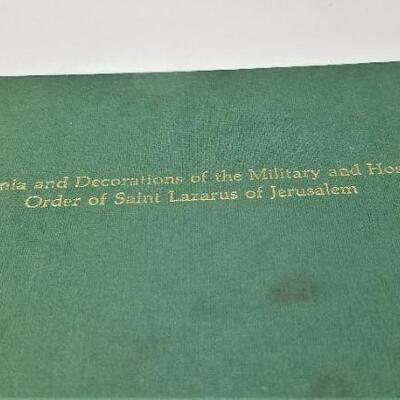 nia and Decorations of the Military and Hos
Order of Saint Lazarus of Jerusalem